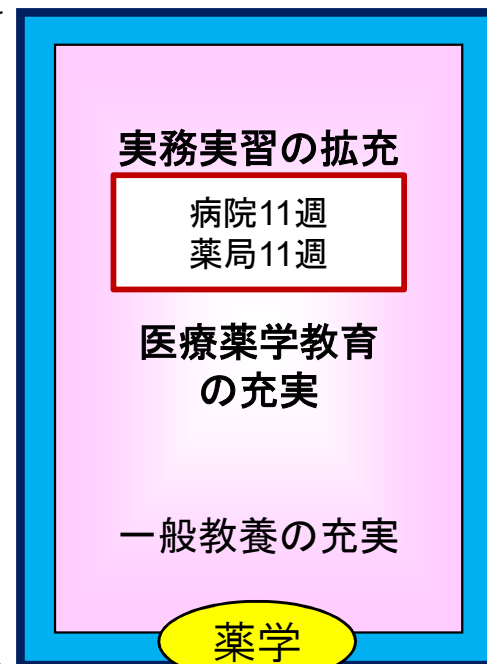 実務実習の拡充
病院11週
薬局11週
医療薬学教育
の充実
一般教養の充実
薬学